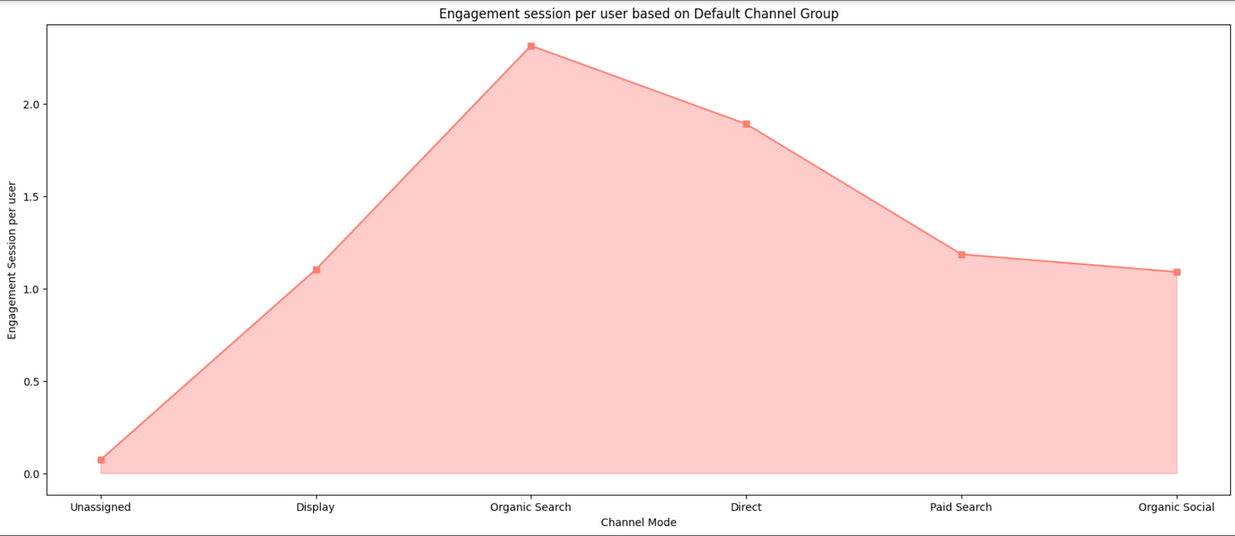 Engagement session per user based on Default Channel Group
Engagement Session per user
2.0
1.5
1.0
0.5
0.0
Unassigned Display Organic Search Direct Paid Search Organic Social
Channel Mode